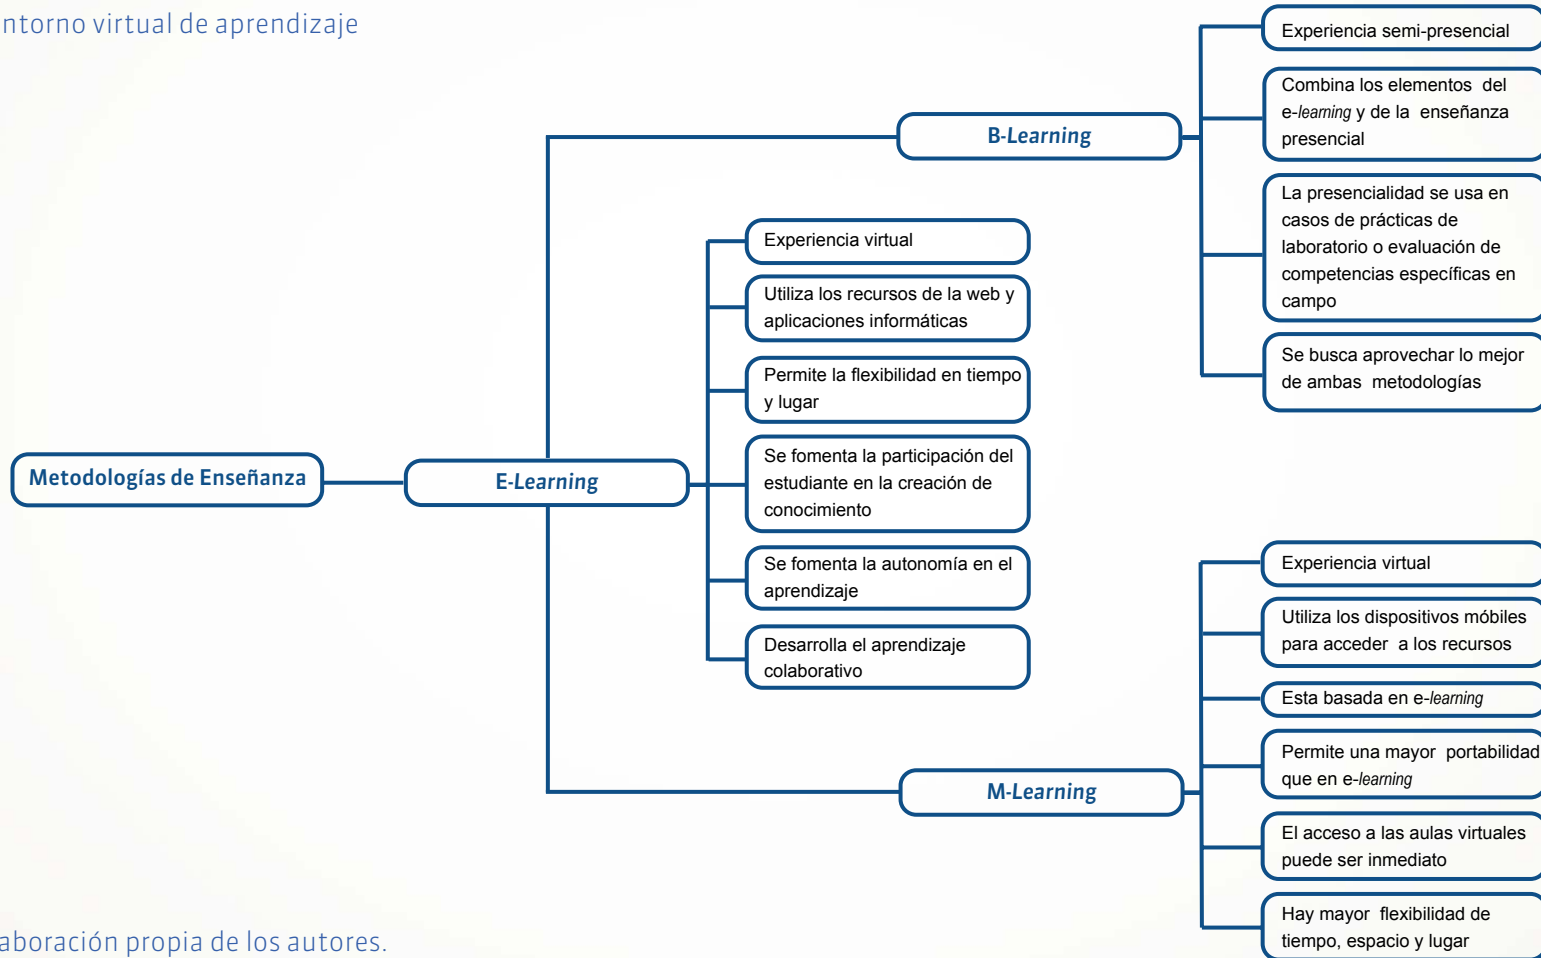 ntorno virtual de aprendizaje
Metodologías de Enseñanza
E-Learning
B-Learning
Experiencia semi-presencial
Combina los elementos del
e-learning y de la enseñanza
presencial
La presencialidad se usa en
casos de prácticas de
laboratorio o evaluación de
competencias específicas en
campo
Se busca aprovechar lo mejor
de ambas metodologías
Experiencia virtual
Utiliza los recursos de la web y
aplicaciones informáticas
Permite la flexibilidad en tiempo
y lugar
Se fomenta la participación del
estudiante en la creación de
conocimiento
Se fomenta la autonomía en el
aprendizaje
Desarrolla el aprendizaje
colaborativo
M-Learning
Experiencia virtual
Utiliza los dispositivos móbiles
para acceder a los recursos
Esta basada en e-learning
Permite una mayor portabilidad
que en e-learning
El acceso a las aulas virtuales
puede ser inmediato
Hay mayor flexibilidad de
tiempo, espacio y lugar
aboración propia de los autores.